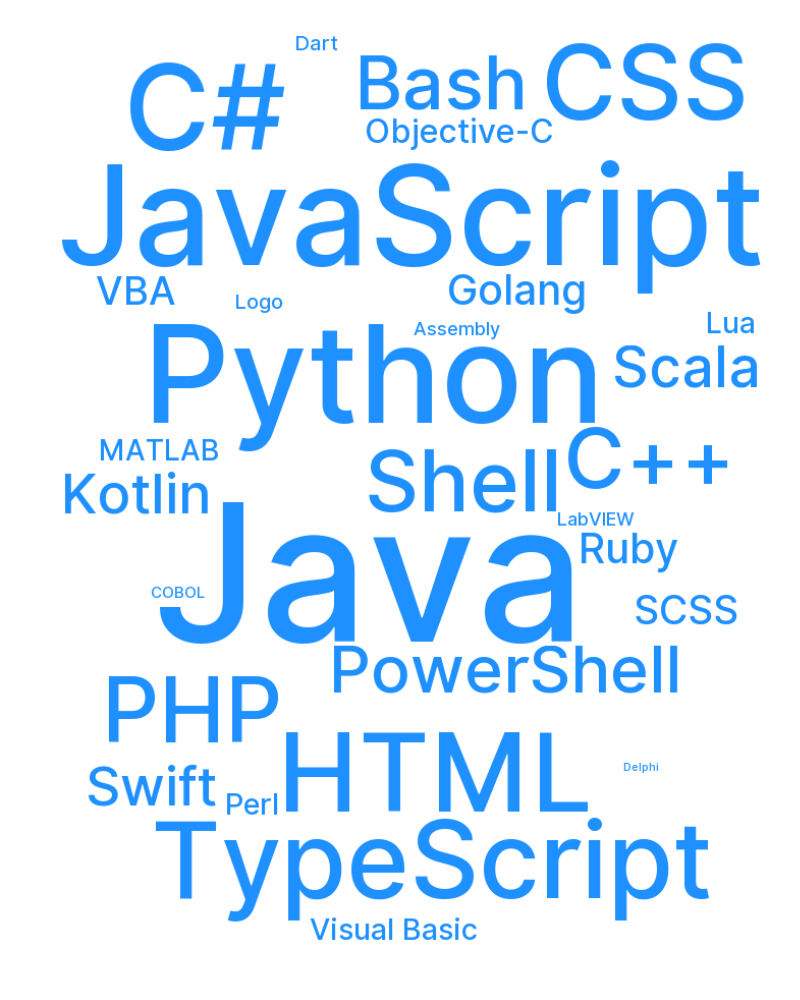 Dart
C#
Bash
CSS
Objective-C
JavaScript
VBA
Logo
Golang
Lua
Python
Assembly
Scala
MATLAB
Kotlin
Shell
C++
LabVIEW
Java
Ruby
COBOL
SCSS
PowerShell
PHP
HTML
Delphi
Swift
Perl
TypeScript
Visual Basic